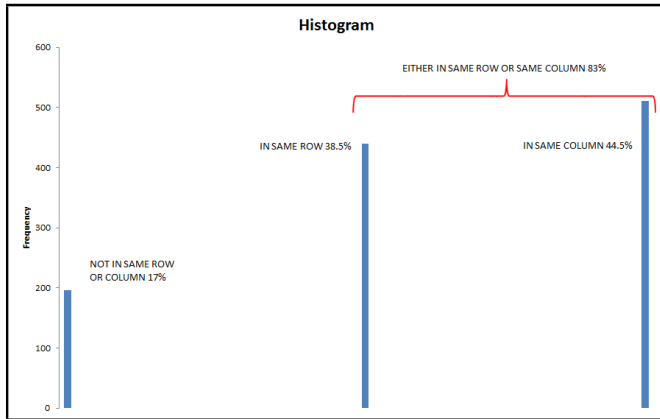 Histogram
600
EITHER IN SAME ROW OR SAME COLUMN 83%
500
IN SAME ROW 38.5%
IN SAME COLUMN 44.5%
400
300
Frequency
NOT IN SAME ROW
OR COLUMN 17%
200
100
0